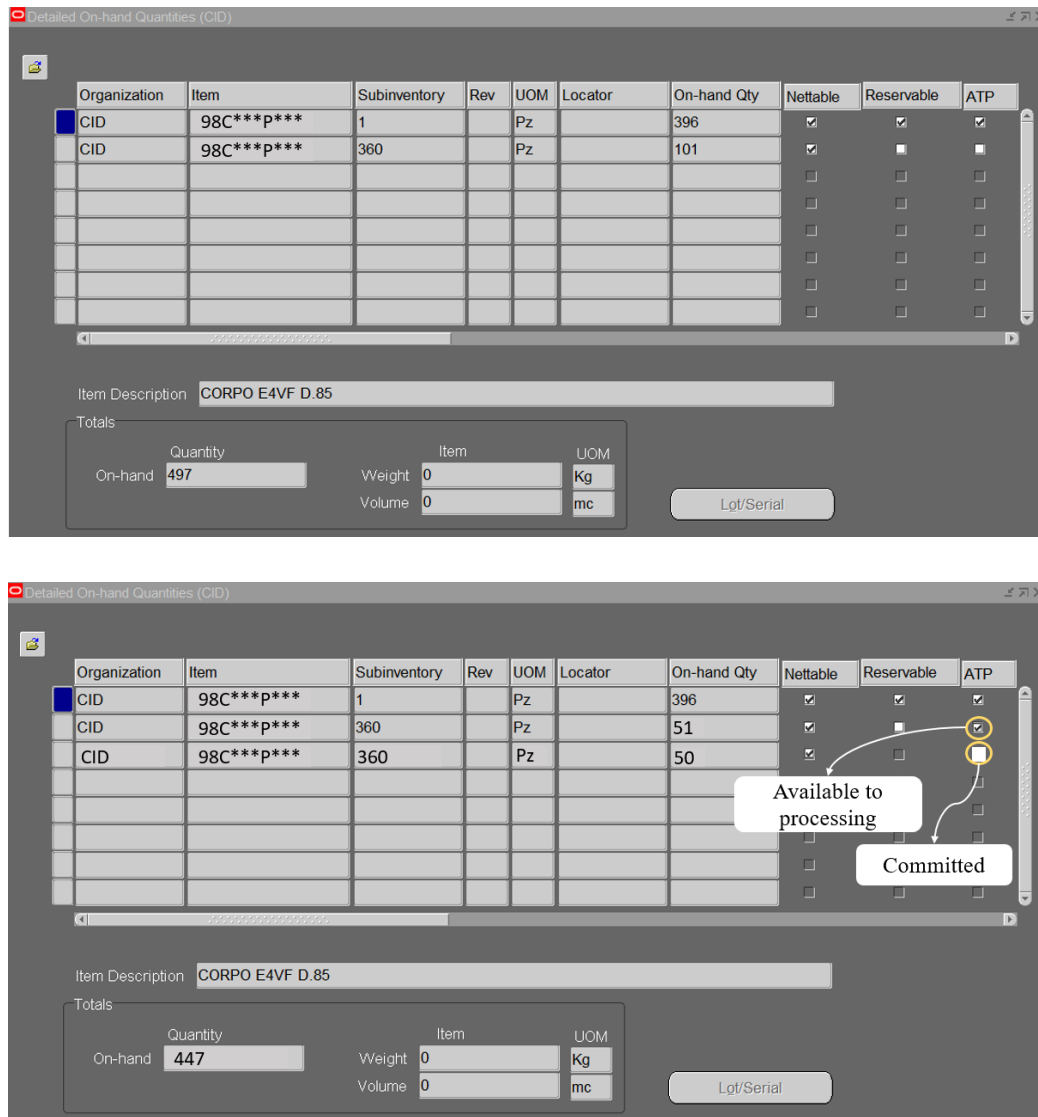 Detailed On-hand Quantities (CID)
Organization Item Subinventory Rev UOM Locator On-hand Qty Nettable Reservable ATP
CID 98C***P*** 1 Pz 396
CID 98C***P*** 360 Pz 101
Item Description CORPO E4VF D.85
Totals
Quantity Item UOM
On-hand 497 Weight 0 Kg
Volume 0 mc
Lot/Serial
Detailed On-hand Quantities (CID)
Organization Item Subinventory Rev UOM Locator On-hand Qty Nettable Reservable ATP
CID 98C***P*** 1 Pz 396
CID 98C***P*** 360 Pz 51
CID 98C***P*** 360 Pz 50
Available to
processing
Committed
Item Description CORPO E4VF D.85
Totals
Quantity Item UOM
On-hand 447 Weight 0 Kg
Volume 0 mc
Lot/Serial